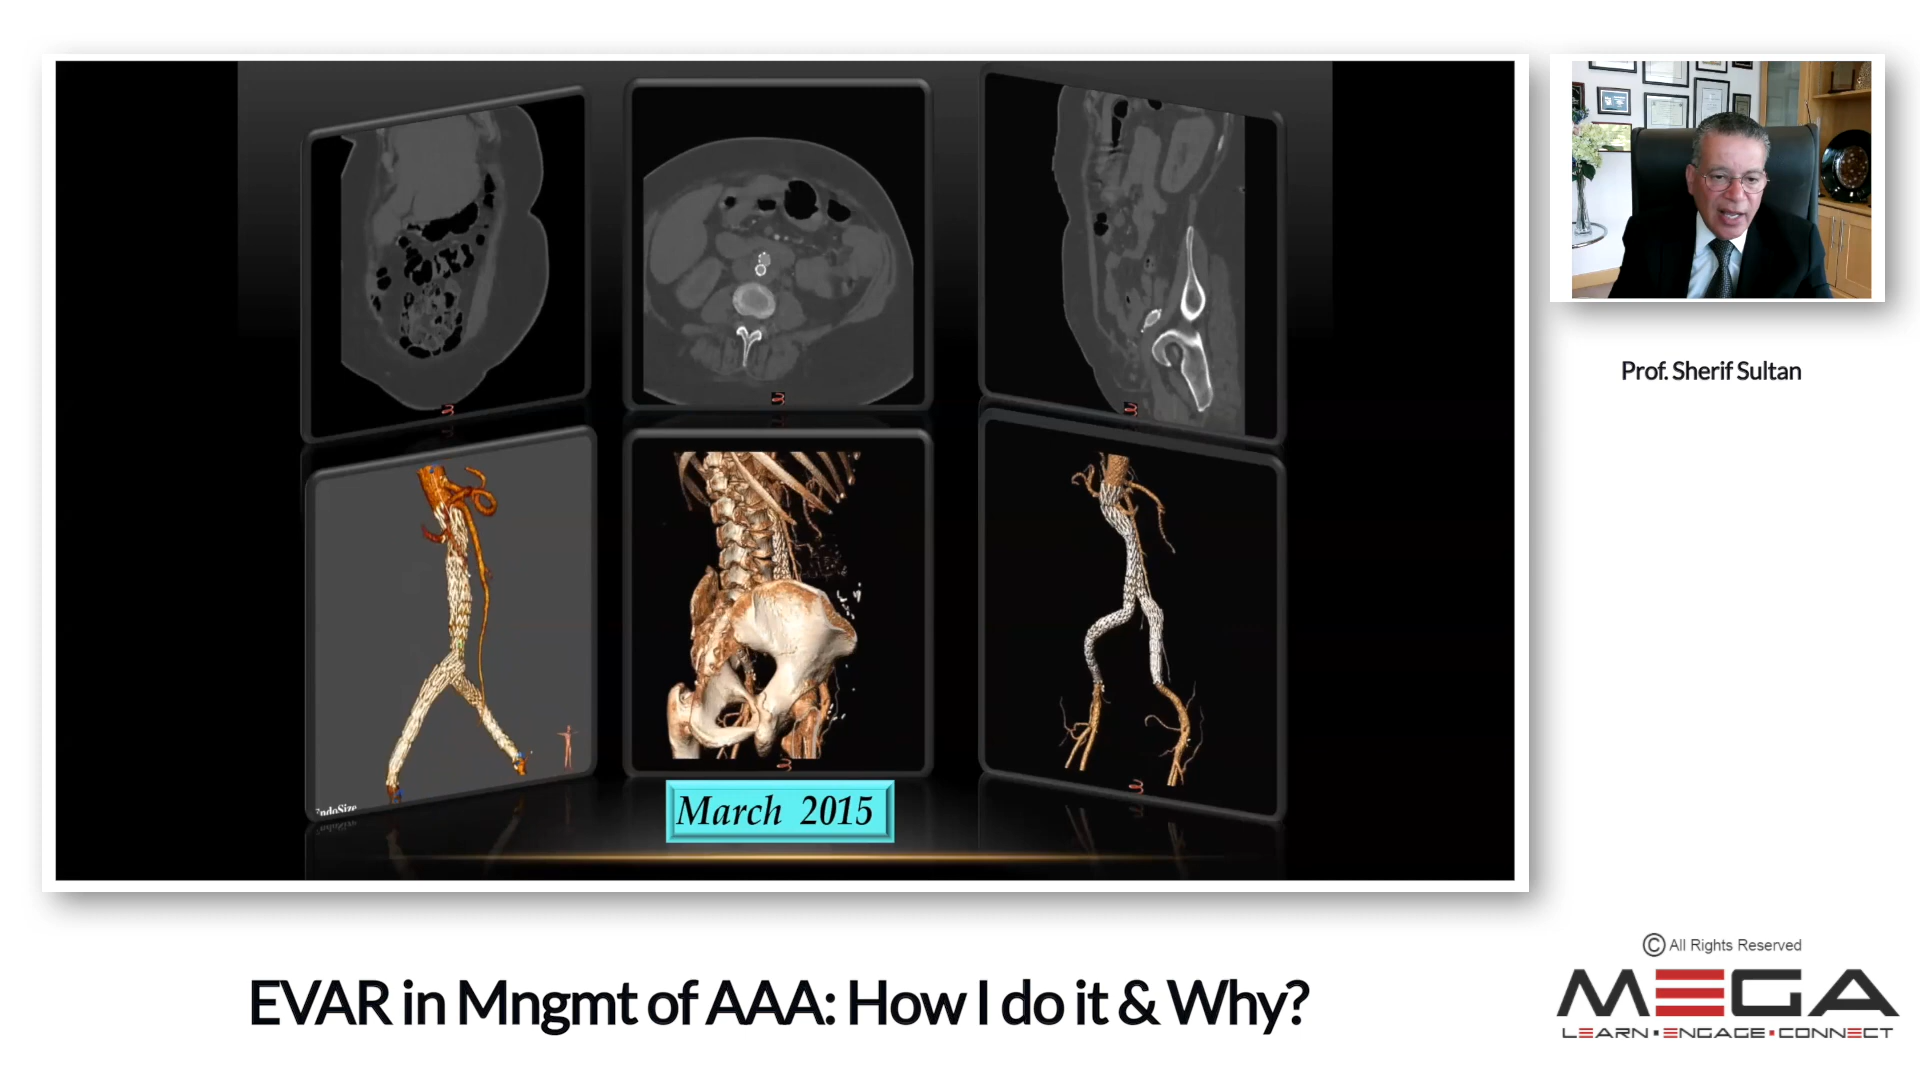 Prof. Sherif Sultan
EndoSize
March 2015
© All Rights Reserved
MEGA
LEARN • ENGAGE • CONNECT
EVAR in Mngmt of AAA: How I do it & Why?